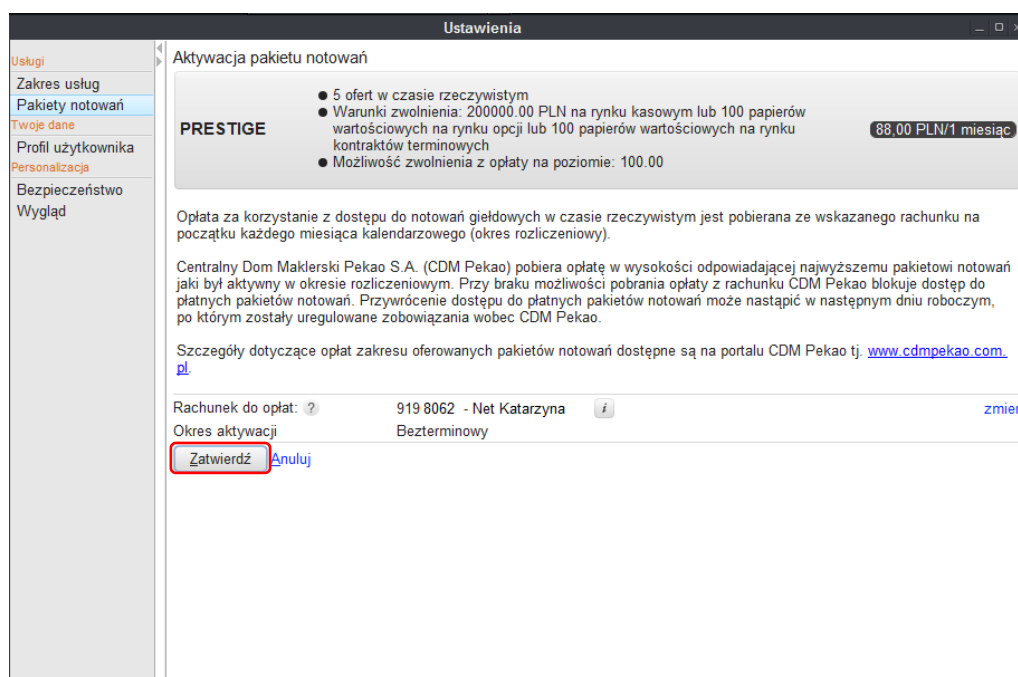 Ustawienia
Usługi
Zakres usług
Pakiety notowań
Twoje dane
Profil użytkownika
Personalizacja
Bezpieczeństwo
Wygląd
Aktywacja pakietu notowań
PRESTIGE
● 5 ofert w czasie rzeczywistym
● Warunki zwolnienia: 200000.00 PLN na rynku kasowym lub 100 papierów
wartościowych na rynku opcji lub 100 papierów wartościowych na rynku
kontraktów terminowych
● Możliwość zwolnienia z opłaty na poziomie: 100.00
88,00 PLN/1 miesiąc
Opłata za korzystanie z dostępu do notowań giełdowych w czasie rzeczywistym jest pobierana ze wskazanego rachunku na
początku każdego miesiąca kalendarzowego (okres rozliczeniowy).
Centralny Dom Maklerski Pekao S.A. (CDM Pekao) pobiera opłatę w wysokości odpowiadającej najwyższemu pakietowi notowań
jaki był aktywny w okresie rozliczeniowym. Przy braku możliwości pobrania opłaty z rachunku CDM Pekao blokuje dostęp do
płatnych pakietów notowań. Przywrócenie dostępu do płatnych pakietów notowań może nastąpić w następnym dniu roboczym,
po którym zostały uregulowane zobowiązania wobec CDM Pekao.
Szczegóły dotyczące opłat zakresu oferowanych pakietów notowań dostępne są na portalu CDM Pekao tj. www.cdmpekao.com.
pl.
Rachunek do opłat: ? 919 8062 - Net Katarzyna i zmier
Okres aktywacji Bezterminowy
Zatwierdź Anuluj